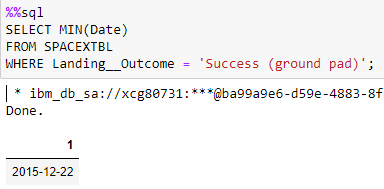 %%sql
SELECT MIN(Date)
FROM SPACEXTBL
WHERE Landing__Outcome = 'Success (ground pad)';
* ibm_db_sa://xcg80731:***@ba99a9e6-d59e-4883-8f
Done.
1
2015-12-22